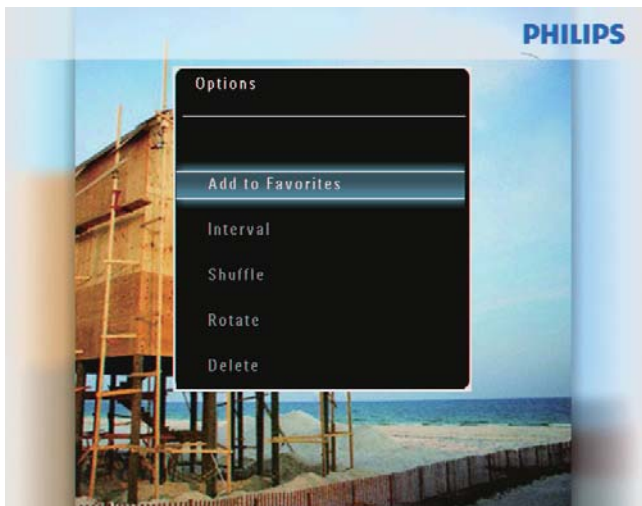 PHILIPS
Options
Add to Favorites
Interval
Shuffle
Rotate
Delete